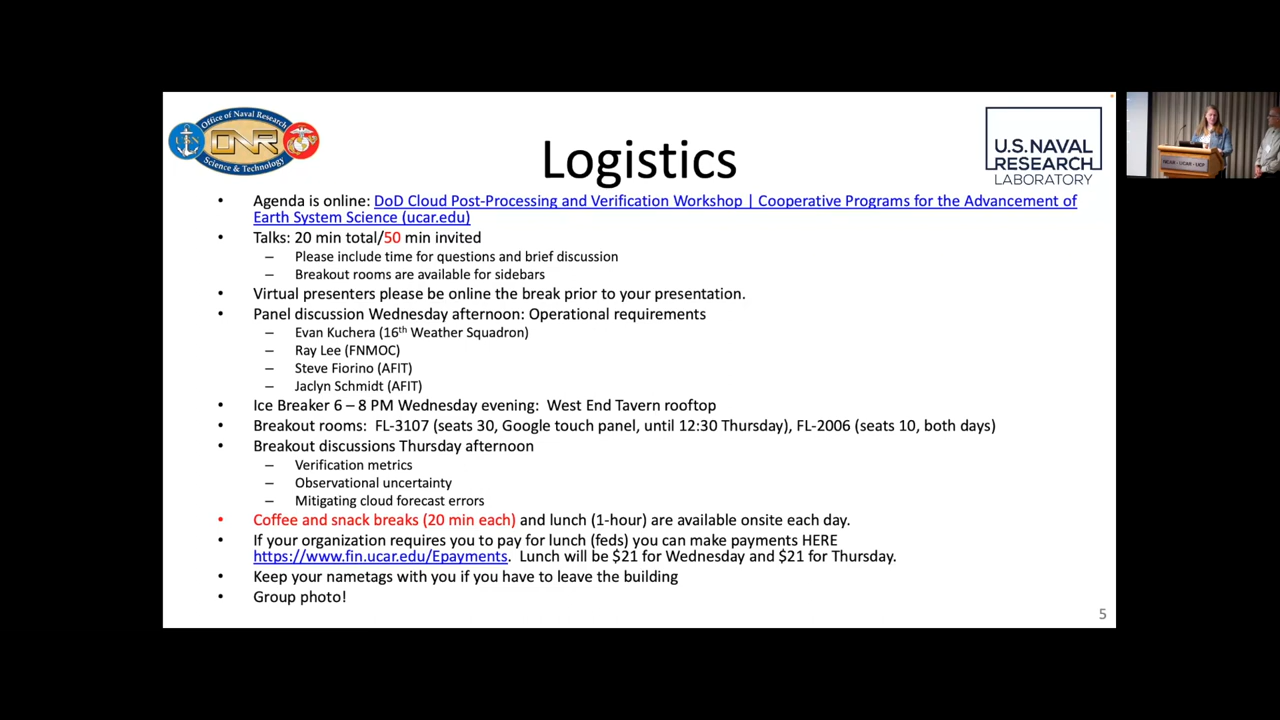 Office of Naval Research
ONR
Science & Technology
Logistics
U.S. NAVAL
RESEARCH
LABORATORY
• Agenda is online: DoD Cloud Post-Processing and Verification Workshop | Cooperative Programs for the Advancement of
Earth System Science (ucar.edu)
• Talks: 20 min total/50 min invited
– Please include time for questions and brief discussion
– Breakout rooms are available for sidebars
• Virtual presenters please be online the break prior to your presentation.
• Panel discussion Wednesday afternoon: Operational requirements
– Evan Kuchera (16th Weather Squadron)
– Ray Lee (FNMOC)
– Steve Fiorino (AFIT)
– Jaclyn Schmidt (AFIT)
• Ice Breaker 6 – 8 PM Wednesday evening: West End Tavern rooftop
• Breakout rooms: FL-3107 (seats 30, Google touch panel, until 12:30 Thursday), FL-2006 (seats 10, both days)
• Breakout discussions Thursday afternoon
– Verification metrics
– Observational uncertainty
– Mitigating cloud forecast errors
• Coffee and snack breaks (20 min each) and lunch (1-hour) are available onsite each day.
• If your organization requires you to pay for lunch (feds) you can make payments HERE
https://www.fin.ucar.edu/Epayments. Lunch will be $21 for Wednesday and $21 for Thursday.
• Keep your nametags with you if you have to leave the building
• Group photo!
5
NCAR • UCAR • UCP